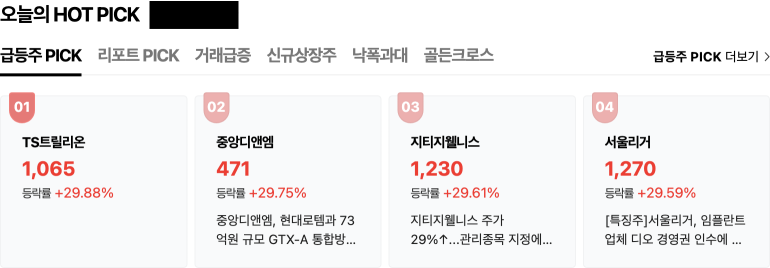 오늘의 HOT PICK
급등주 PICK 리포트 PICK 거래급증 신규상장주 낙폭과대 골든크로스 급등주 PICK 더보기 >
01
TS트릴리온
1,065
등락률 +29.88%
02
중앙디앤엠
471
등락률 +29.75%
중앙디앤엠, 현대로템과 73
억원 규모 GTX-A 통합방...
03
지티지웰니스
1,230
등락률 +29.61%
지티지웰니스 주가
29%↑...관리종목 지정에...
04
서울리거
1,270
등락률 +29.59%
[특징주]서울리거, 임플란트
업체 디오 경영권 인수에 ...